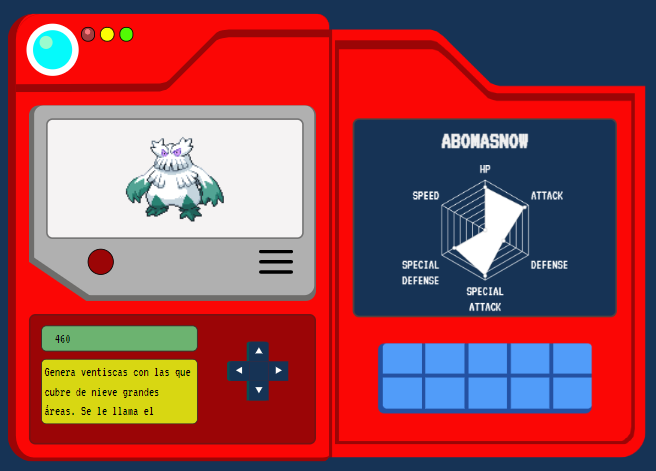 460
Genera ventiscas con las que
cubre de nieve grandes
áreas. Se le llama el
ABOMASNOW
HP
ATTACK
DEFENSE
SPECIAL
ATTACK
SPECIAL
DEFENSE
SPEED